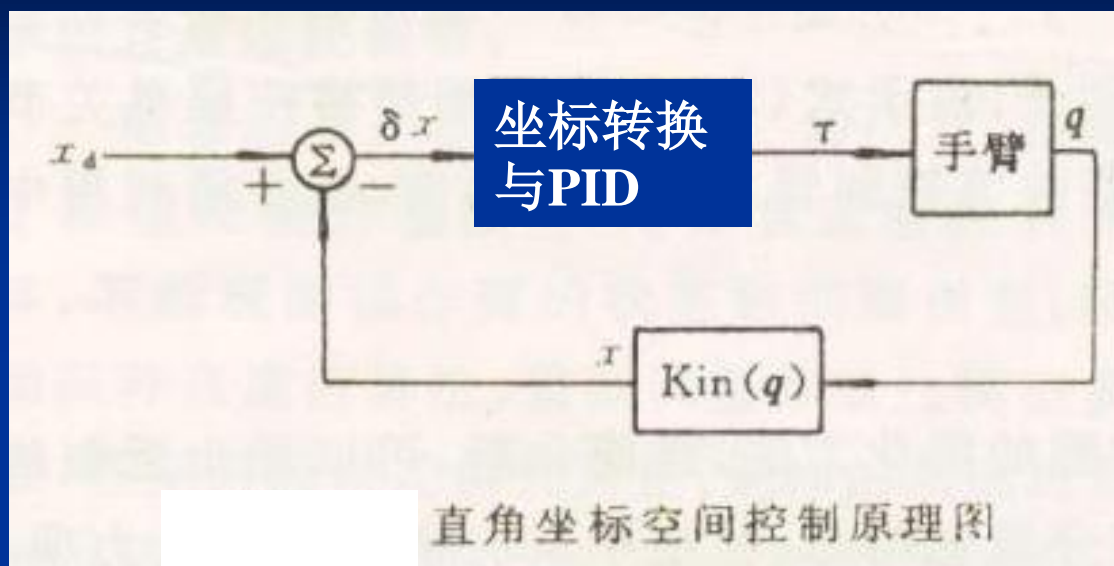 坐标转换
与PID
x_d
+
Σ
−
δx
τ
手臂
q
x
Kin(q)
直角坐标空间控制原理图